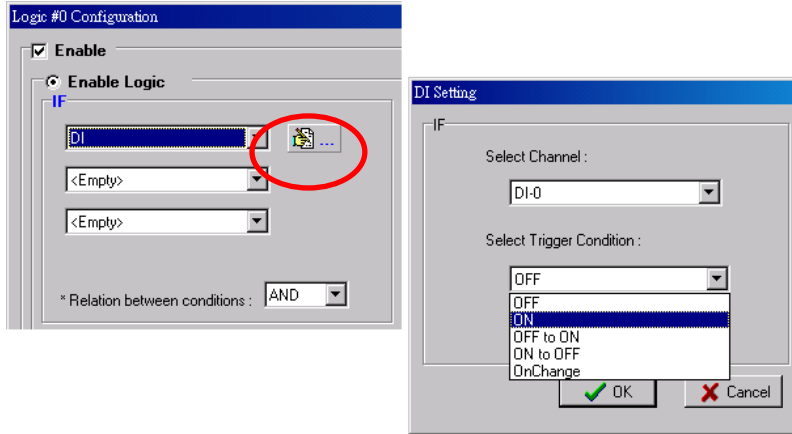 Logic #0 Configuration
Enable
Enable Logic
IF
DI
...
<Empty>
<Empty>
* Relation between conditions : AND
DI Setting
IF
Select Channel :
DI-0
Select Trigger Condition :
OFF
OFF
ON
OFF to ON
ON to OFF
OnChange
OK Cancel